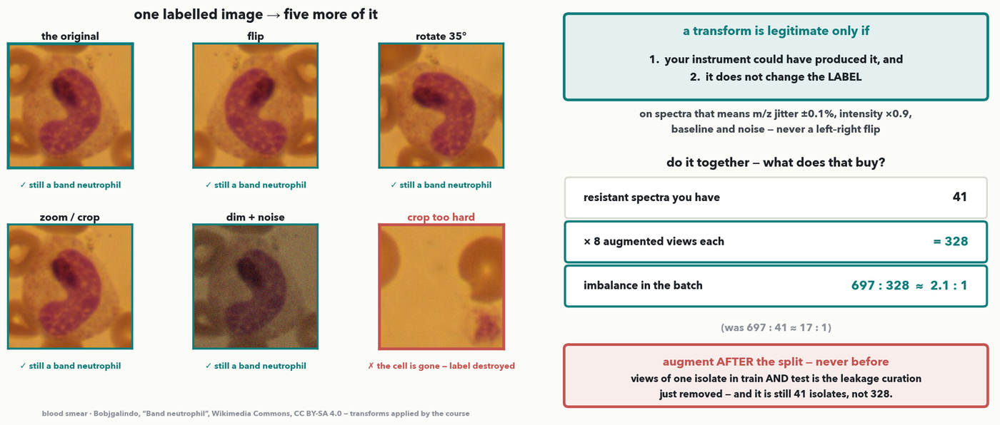 one labelled image → five more of it
the original
flip
rotate 35°
✓ still a band neutrophil
✓ still a band neutrophil
✓ still a band neutrophil
zoom / crop
dim + noise
crop too hard
✓ still a band neutrophil
✓ still a band neutrophil
✗ the cell is gone — label destroyed
blood smear · Bobjgalindo, "Band neutrophil", Wikimedia Commons, CC BY-SA 4.0 — transforms applied by the course
a transform is legitimate only if
1. your instrument could have produced it, and
2. it does not change the LABEL
on spectra that means m/z jitter ±0.1%, intensity ×0.9,
baseline and noise — never a left–right flip
do it together — what does that buy?
resistant spectra you have 41
× 8 augmented views each = 328
imbalance in the batch 697 : 328 ≈ 2.1 : 1
(was 697 : 41 ≈ 17 : 1)
augment AFTER the split — never before
views of one isolate in train AND test is the leakage curation
just removed — and it is still 41 isolates, not 328.